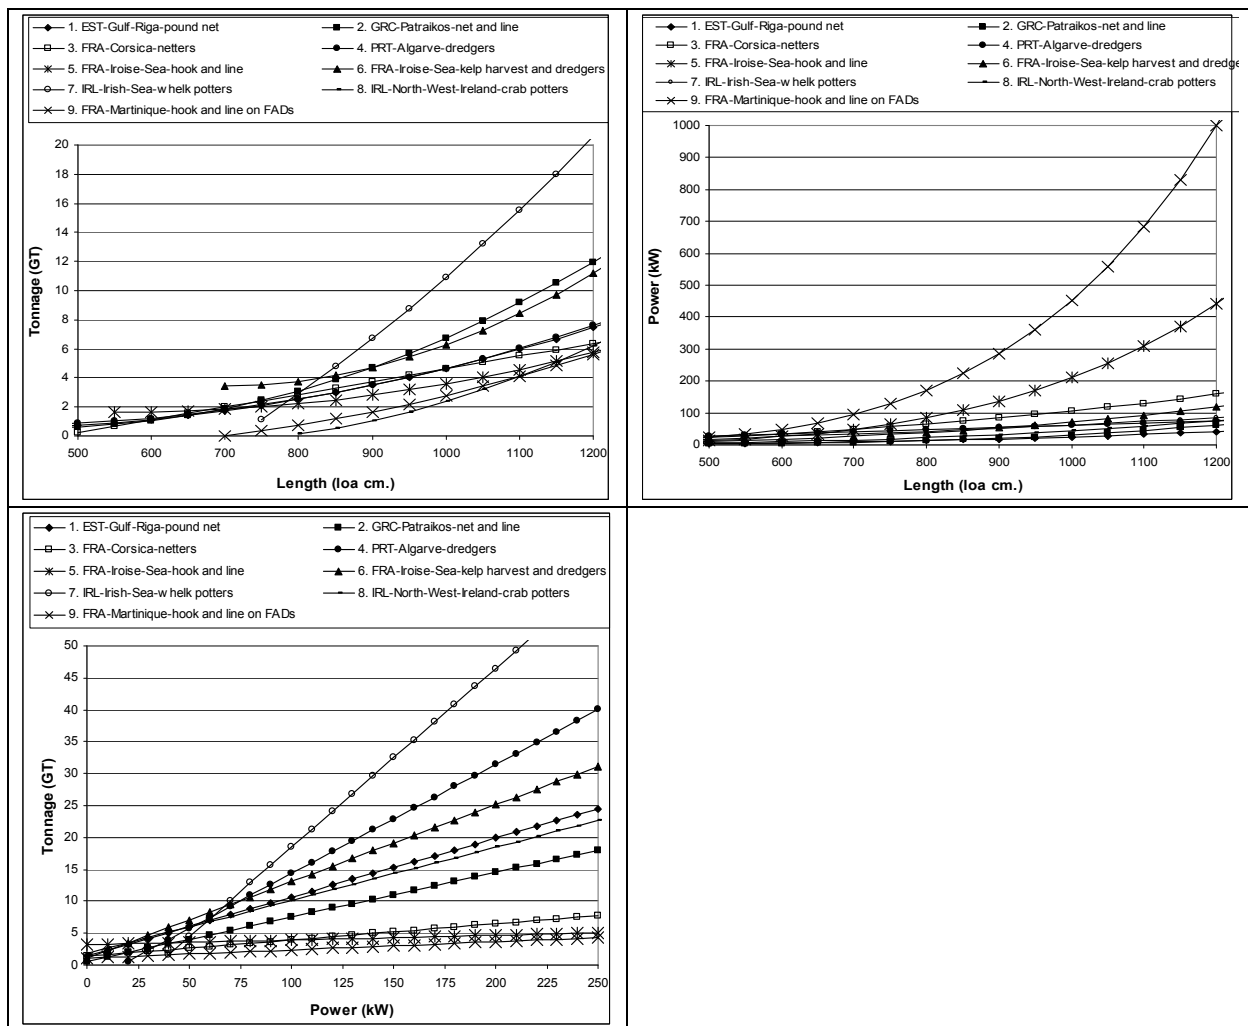 1. EST-Gulf-Riga-pound net
2. GRC-Patraikos-net and line
3. FRA-Corsica-netters
4. PRT-Algarve-dredgers
5. FRA-Iroise-Sea-hook and line
6. FRA-Iroise-Sea-kelp harvest and dredgers
7. IRL-Irish-Sea-w helk potters
8. IRL-North-West-Ireland-crab potters
9. FRA-Martinique-hook and line on FADs
Tonnage (GT)
20
18
16
14
12
10
8
6
4
2
0
500 600 700 800 900 1000 1100 1200
Length (loa cm.)
1. EST-Gulf-Riga-pound net
2. GRC-Patraikos-net and line
3. FRA-Corsica-netters
4. PRT-Algarve-dredgers
5. FRA-Iroise-Sea-hook and line
6. FRA-Iroise-Sea-kelp harvest and dredge
7. IRL-Irish-Sea-w helk potters
8. IRL-North-West-Ireland-crab potters
9. FRA-Martinique-hook and line on FADs
Power (kW)
1000
900
800
700
600
500
400
300
200
100
0
500 600 700 800 900 1000 1100 1200
Length (loa cm.)
1. EST-Gulf-Riga-pound net
2. GRC-Patraikos-net and line
3. FRA-Corsica-netters
4. PRT-Algarve-dredgers
5. FRA-Iroise-Sea-hook and line
6. FRA-Iroise-Sea-kelp harvest and dredgers
7. IRL-Irish-Sea-w helk potters
8. IRL-North-West-Ireland-crab potters
9. FRA-Martinique-hook and line on FADs
Tonnage (GT)
50
45
40
35
30
25
20
15
10
5
0
0 25 50 75 100 125 150 175 200 225 250
Power (kW)